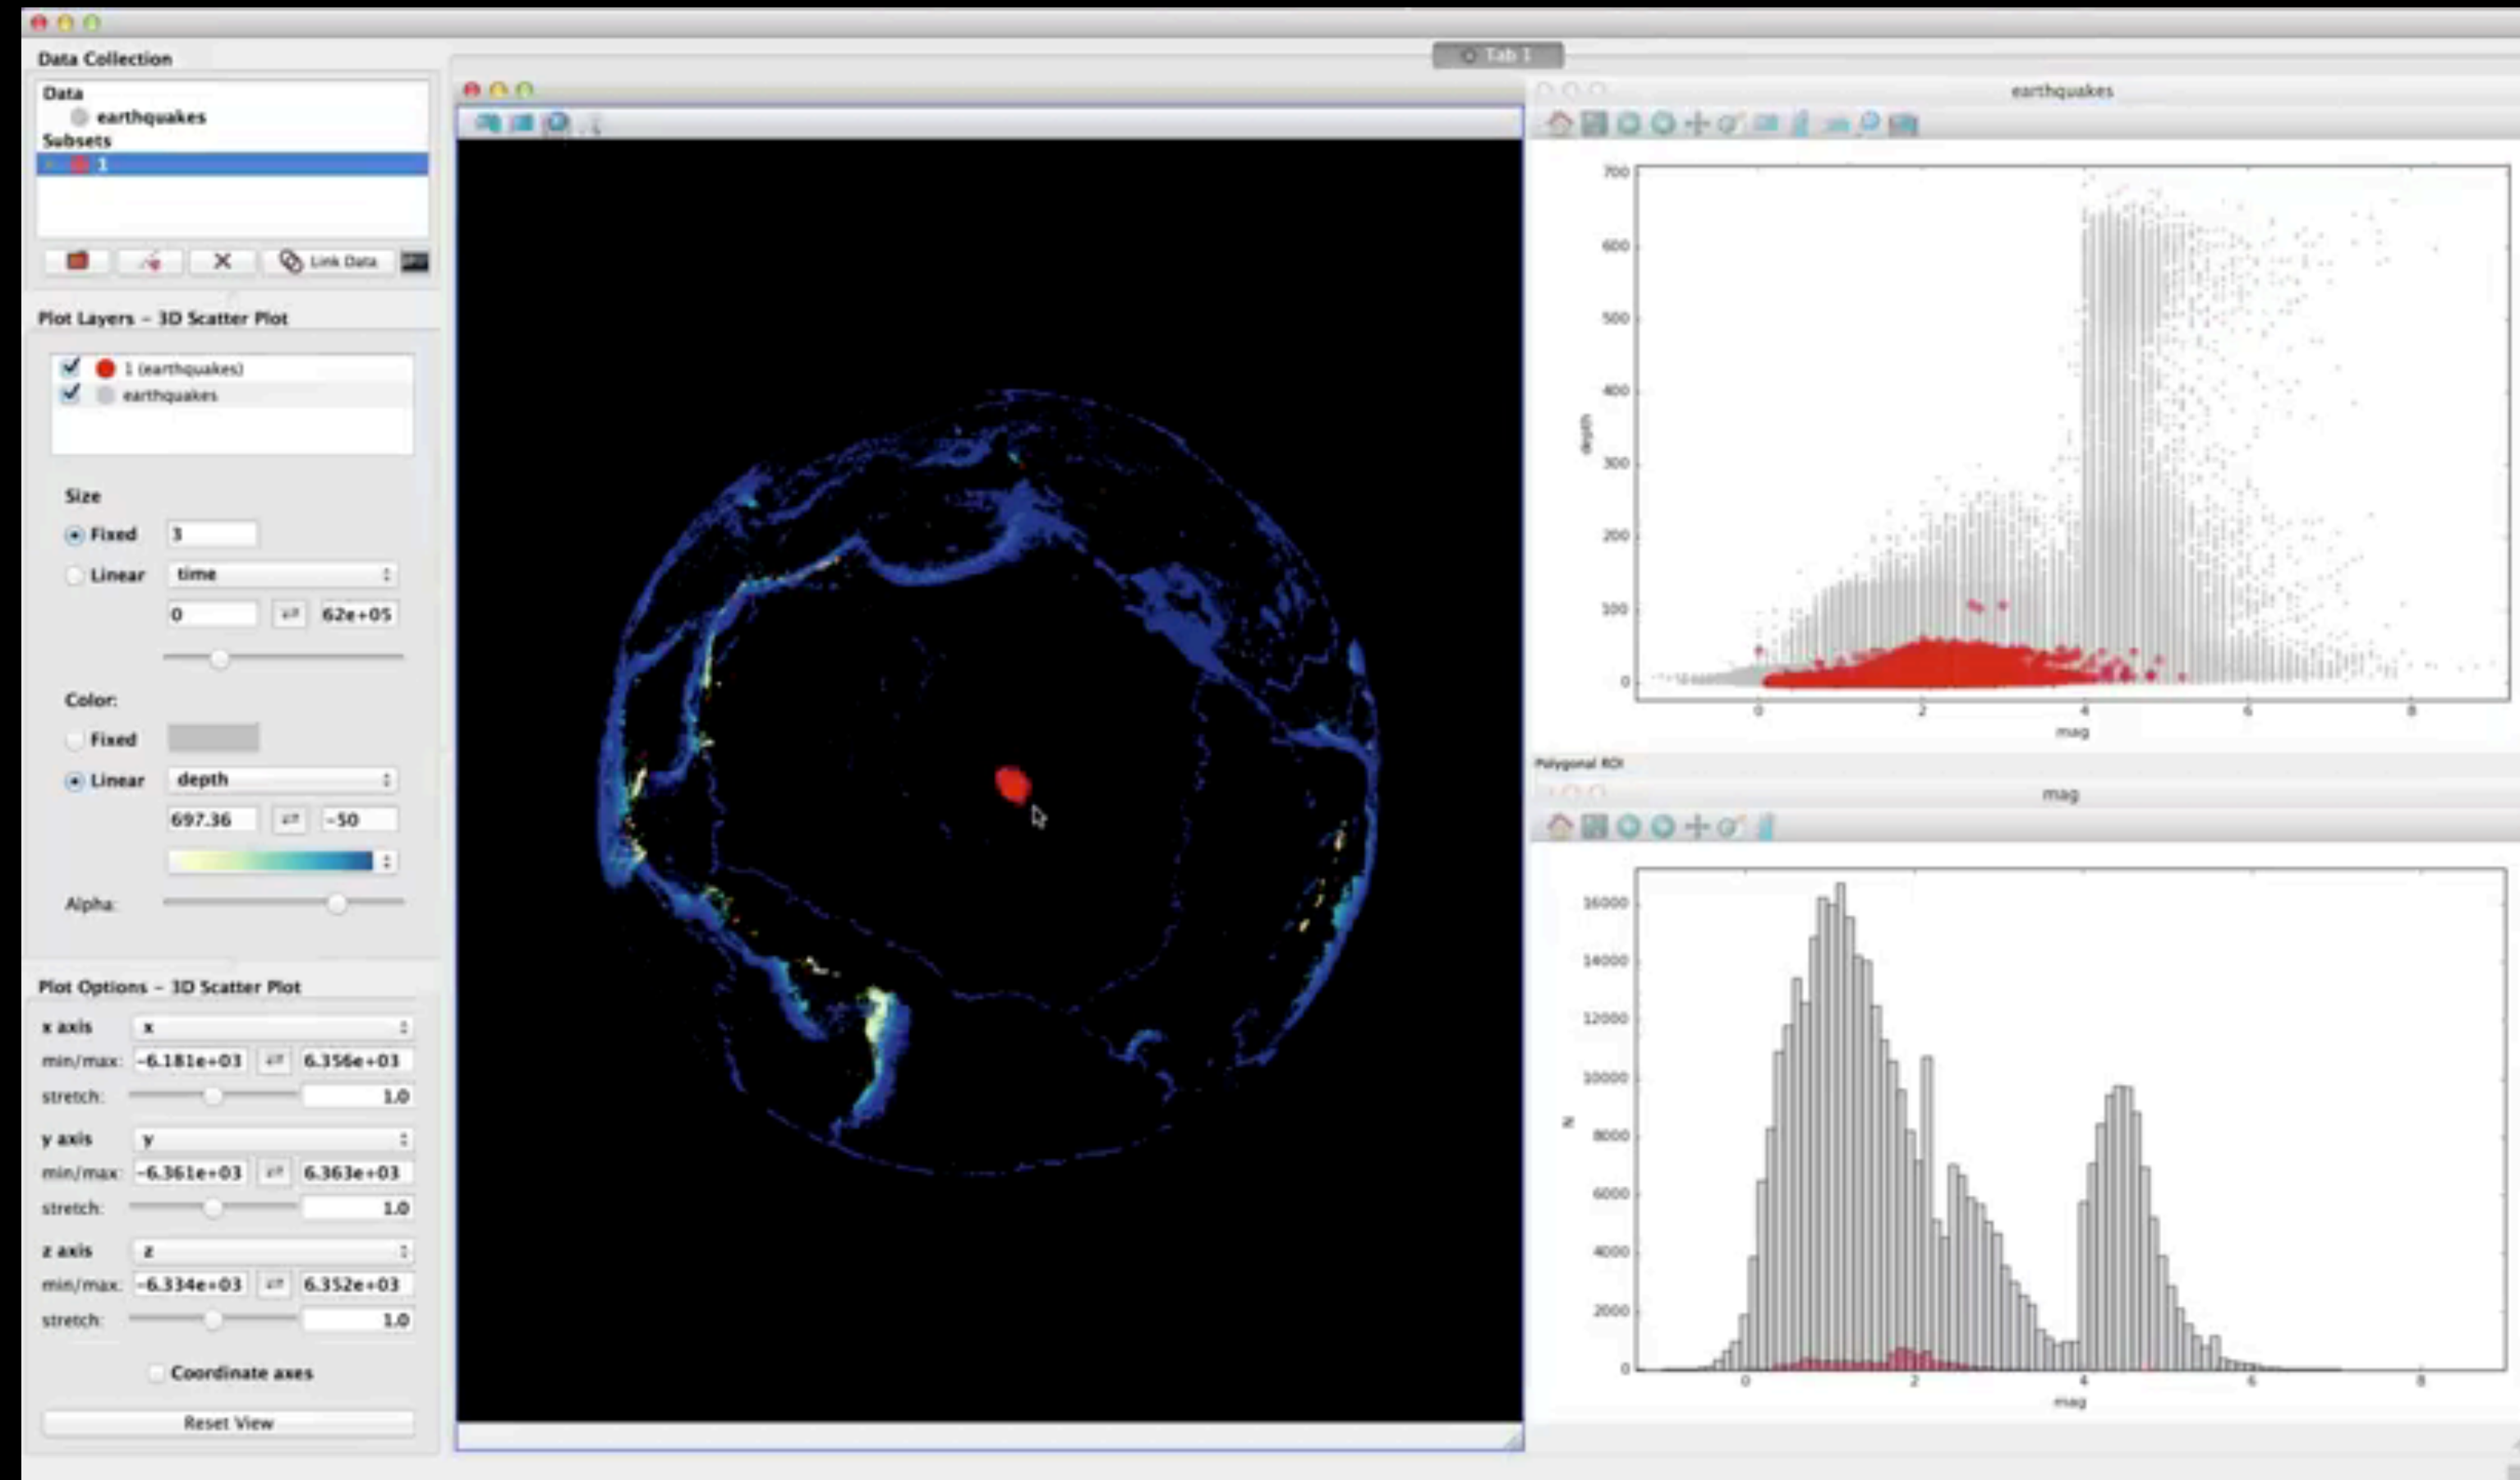 Tab 1
Data Collection
Data
earthquakes
Subsets
1
Link Data
Plot Layers - 3D Scatter Plot
1 (earthquakes)
earthquakes
Size
Fixed 3
Linear time
0 62e+05
Color:
Fixed
Linear depth
697.36 -50
Alpha:
Plot Options - 3D Scatter Plot
x axis x
min/max: -6.181e+03 6.356e+03
stretch: 1.0
y axis y
min/max: -6.361e+03 6.363e+03
stretch: 1.0
z axis z
min/max: -6.334e+03 6.352e+03
stretch: 1.0
Coordinate axes
Reset View
earthquakes
700
600
500
400
300
200
100
0
depth
0 2 4 6 8
mag
Polygonal ROI
mag
16000
14000
12000
10000
8000
6000
4000
2000
0
N
0 2 4 6 8
mag